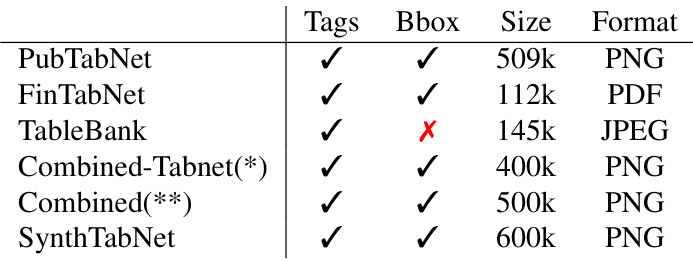 Tags Bbox Size Format
PubTabNet ✓ ✓ 509k PNG
FinTabNet ✓ ✓ 112k PDF
TableBank ✓ ✗ 145k JPEG
Combined-Tabnet(*) ✓ ✓ 400k PNG
Combined(**) ✓ ✓ 500k PNG
SynthTabNet ✓ ✓ 600k PNG